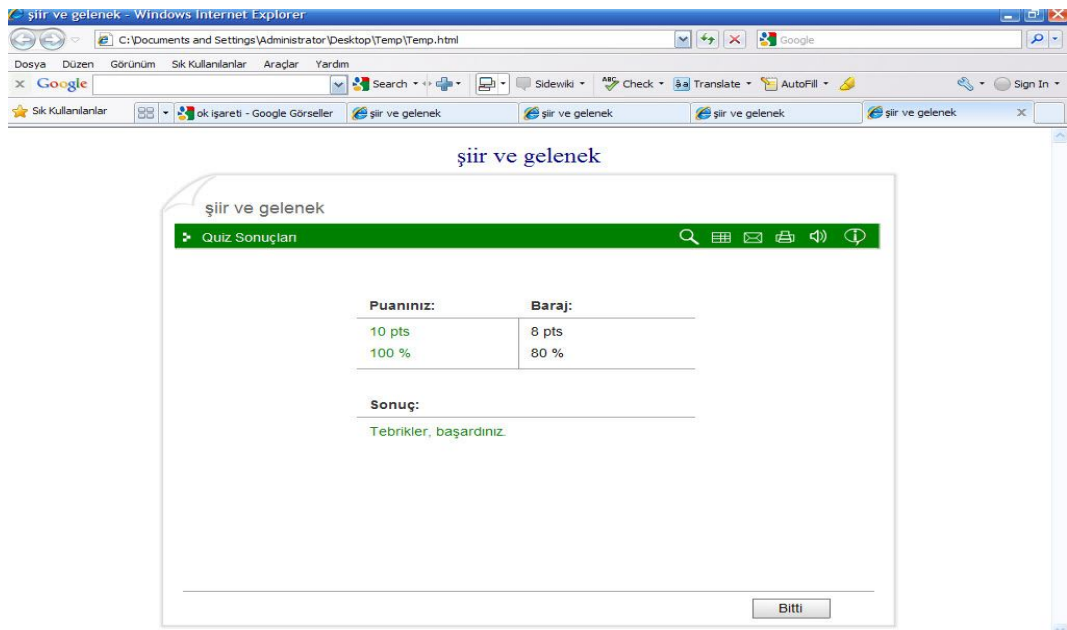 şiir ve gelenek - Windows Internet Explorer
C:\Documents and Settings\Administrator\Desktop\Temp\Temp.html Google
Dosya Düzen Görünüm Sık Kullanılanlar Araçlar Yardım
x Google Search Sidewiki Check Translate AutoFill Sign In
Sık Kullanılanlar ok işareti - Google Görseller şiir ve gelenek şiir ve gelenek şiir ve gelenek şiir ve gelenek x
şiir ve gelenek
şiir ve gelenek
Quiz Sonuçları
Puanınız: Baraj:
10 pts 8 pts
100 % 80 %
Sonuç:
Tebrikler, başardınız.
Bitti